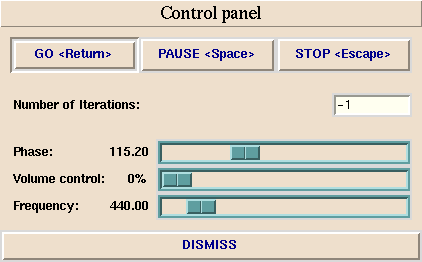 Control panel
GO <Return> PAUSE <Space> STOP <Escape>
Number of Iterations: -1
Phase: 115.20
Volume control: 0%
Frequency: 440.00
DISMISS